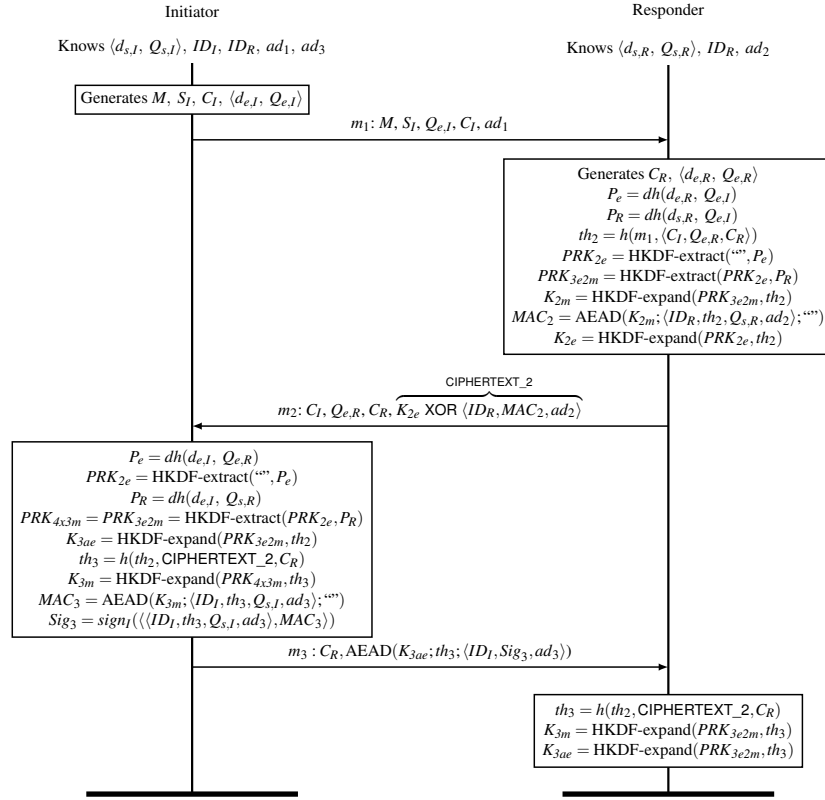 Initiator
Responder
Knows ⟨d_{s,I}, Q_{s,I}⟩, ID_I, ID_R, ad_1, ad_3
Knows ⟨d_{s,R}, Q_{s,R}⟩, ID_R, ad_2
Generates M, S_I, C_I, ⟨d_{e,I}, Q_{e,I}⟩
m_1: M, S_I, Q_{e,I}, C_I, ad_1
Generates C_R, ⟨d_{e,R}, Q_{e,R}⟩
P_e = dh(d_{e,R}, Q_{e,I})
P_R = dh(d_{s,R}, Q_{e,I})
th_2 = h(m_1, ⟨C_I, Q_{e,R}, C_R⟩)
PRK_{2e} = HKDF-extract(“”, P_e)
PRK_{3e2m} = HKDF-extract(PRK_{2e}, P_R)
K_{2m} = HKDF-expand(PRK_{3e2m}, th_2)
MAC_2 = AEAD(K_{2m}; ⟨ID_R, th_2, Q_{s,R}, ad_2⟩; “”)
K_{2e} = HKDF-expand(PRK_{2e}, th_2)
CIPHERTEXT_2
m_2: C_I, Q_{e,R}, C_R, K_{2e} XOR ⟨ID_R, MAC_2, ad_2⟩
P_e = dh(d_{e,I}, Q_{e,R})
PRK_{2e} = HKDF-extract(“”, P_e)
P_R = dh(d_{e,I}, Q_{s,R})
PRK_{4x3m} = PRK_{3e2m} = HKDF-extract(PRK_{2e}, P_R)
K_{3ae} = HKDF-expand(PRK_{3e2m}, th_2)
th_3 = h(th_2, CIPHERTEXT_2, C_R)
K_{3m} = HKDF-expand(PRK_{4x3m}, th_3)
MAC_3 = AEAD(K_{3m}; ⟨ID_I, th_3, Q_{s,I}, ad_3⟩; “”)
Sig_3 = sign_I(⟨⟨ID_I, th_3, Q_{s,I}, ad_3⟩, MAC_3⟩)
m_3 : C_R, AEAD(K_{3ae}; th_3; ⟨ID_I, Sig_3, ad_3⟩)
th_3 = h(th_2, CIPHERTEXT_2, C_R)
K_{3m} = HKDF-expand(PRK_{3e2m}, th_3)
K_{3ae} = HKDF-expand(PRK_{3e2m}, th_3)